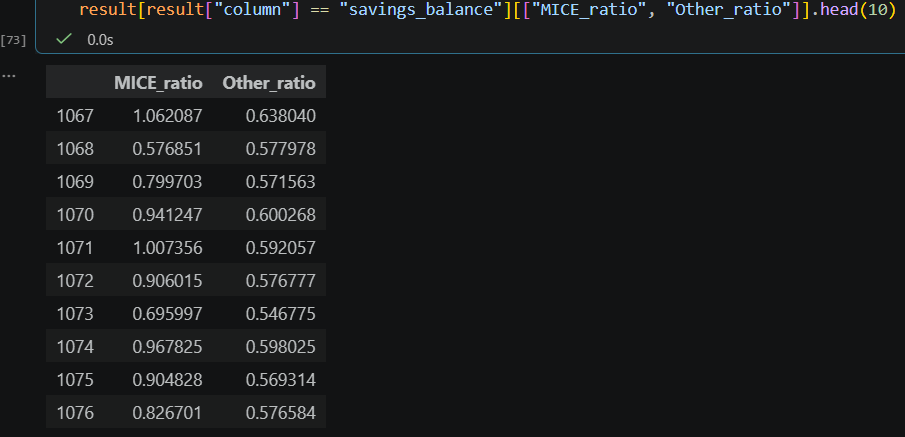 result[result["column"] == "savings_balance"][["MICE_ratio", "Other_ratio"]].head(10)
[73] 0.0s
...
MICE_ratio Other_ratio
1067 1.062087 0.638040
1068 0.576851 0.577978
1069 0.799703 0.571563
1070 0.941247 0.600268
1071 1.007356 0.592057
1072 0.906015 0.576777
1073 0.695997 0.546775
1074 0.967825 0.598025
1075 0.904828 0.569314
1076 0.826701 0.576584